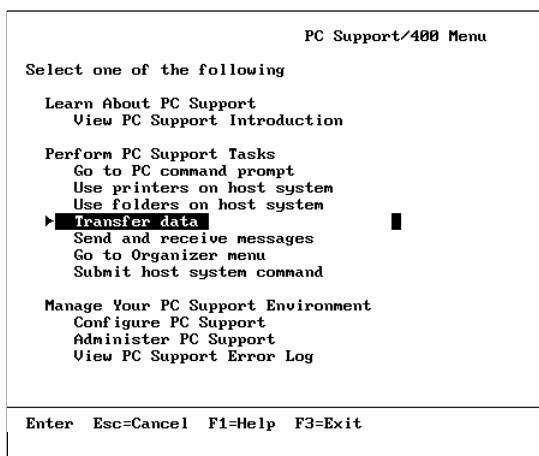 PC Support/400 Menu
Select one of the following
Learn About PC Support
View PC Support Introduction
Perform PC Support Tasks
Go to PC command prompt
Use printers on host system
Use folders on host system
Transfer data
Send and receive messages
Go to Organizer menu
Submit host system command
Manage Your PC Support Environment
Configure PC Support
Administer PC Support
View PC Support Error Log
Enter Esc=Cancel F1=Help F3=Exit